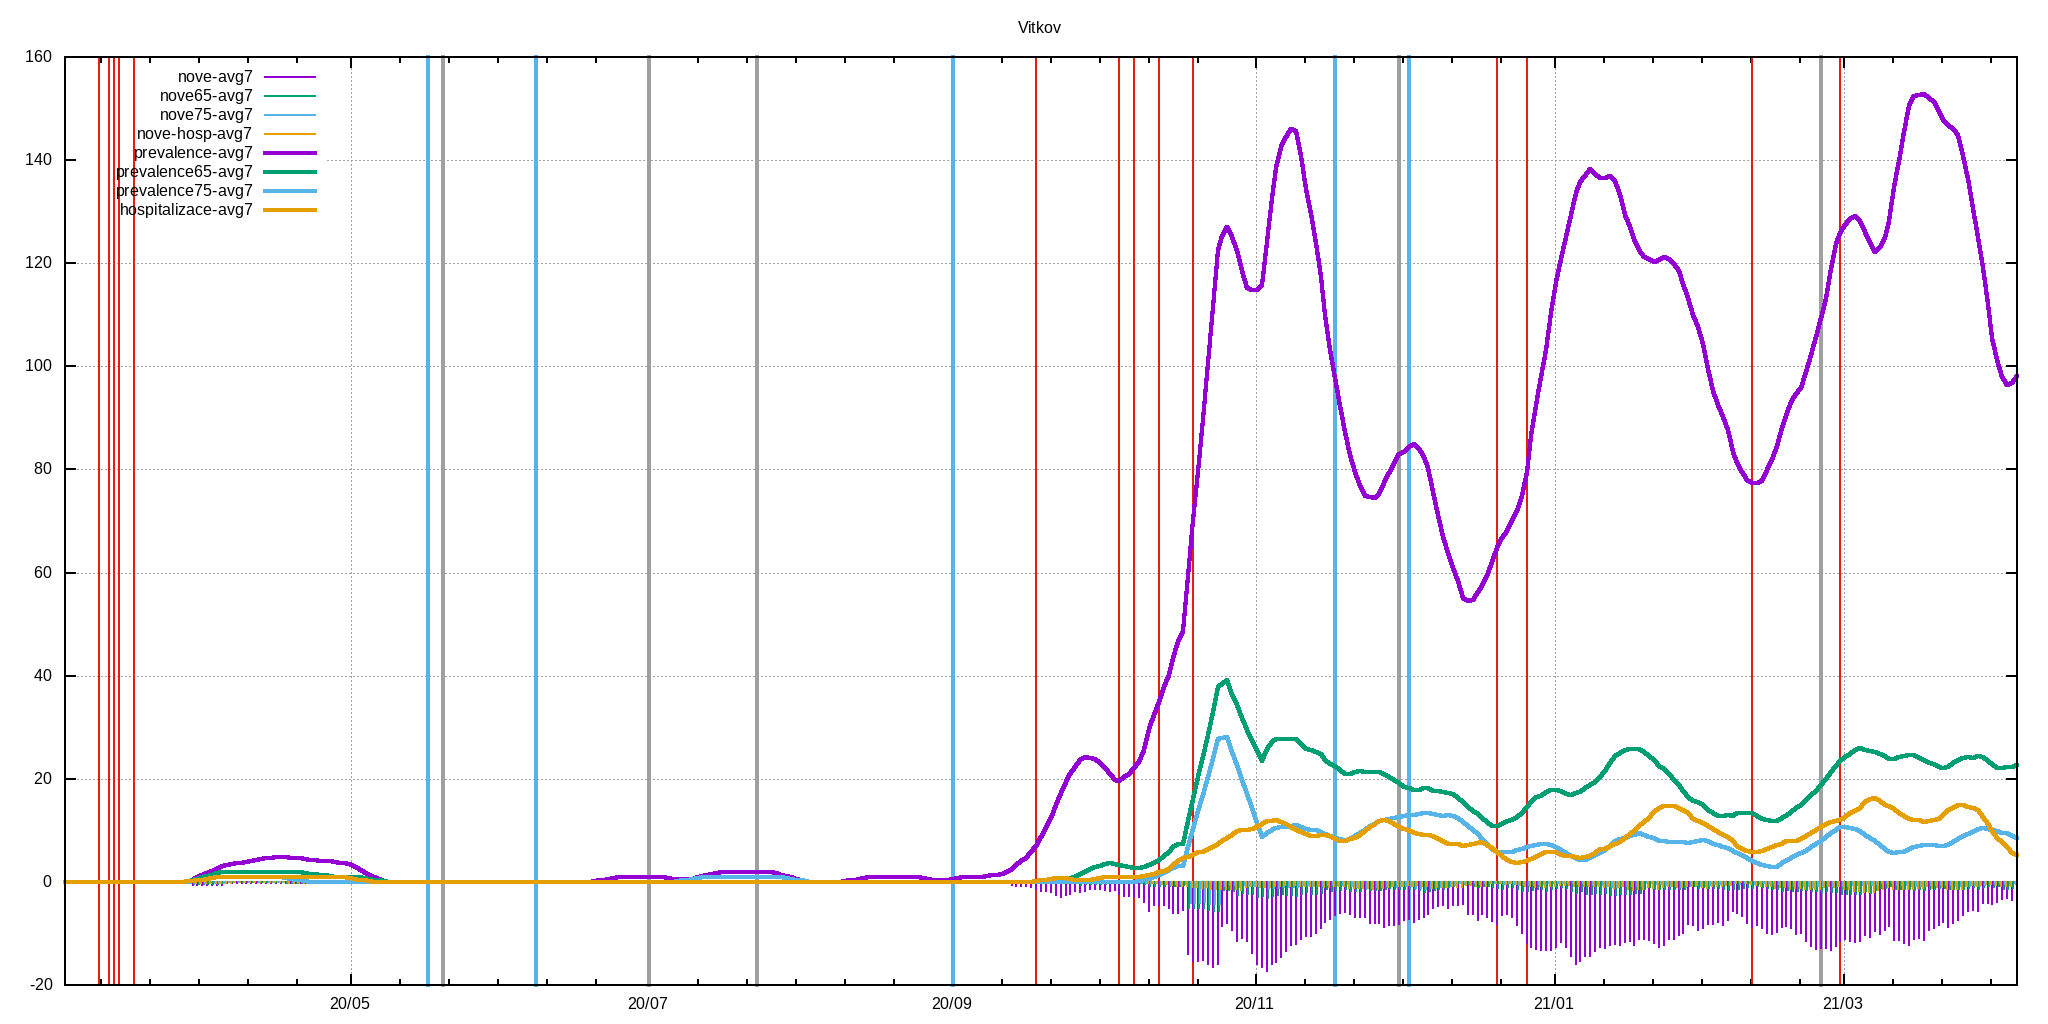 Vitkov
160
140
120
100
80
60
40
20
0
-20
nove-avg7
nove65-avg7
nove75-avg7
nove-hosp-avg7
prevalence-avg7
prevalence65-avg7
prevalence75-avg7
hospitalizace-avg7
20/05
20/07
20/09
20/11
21/01
21/03